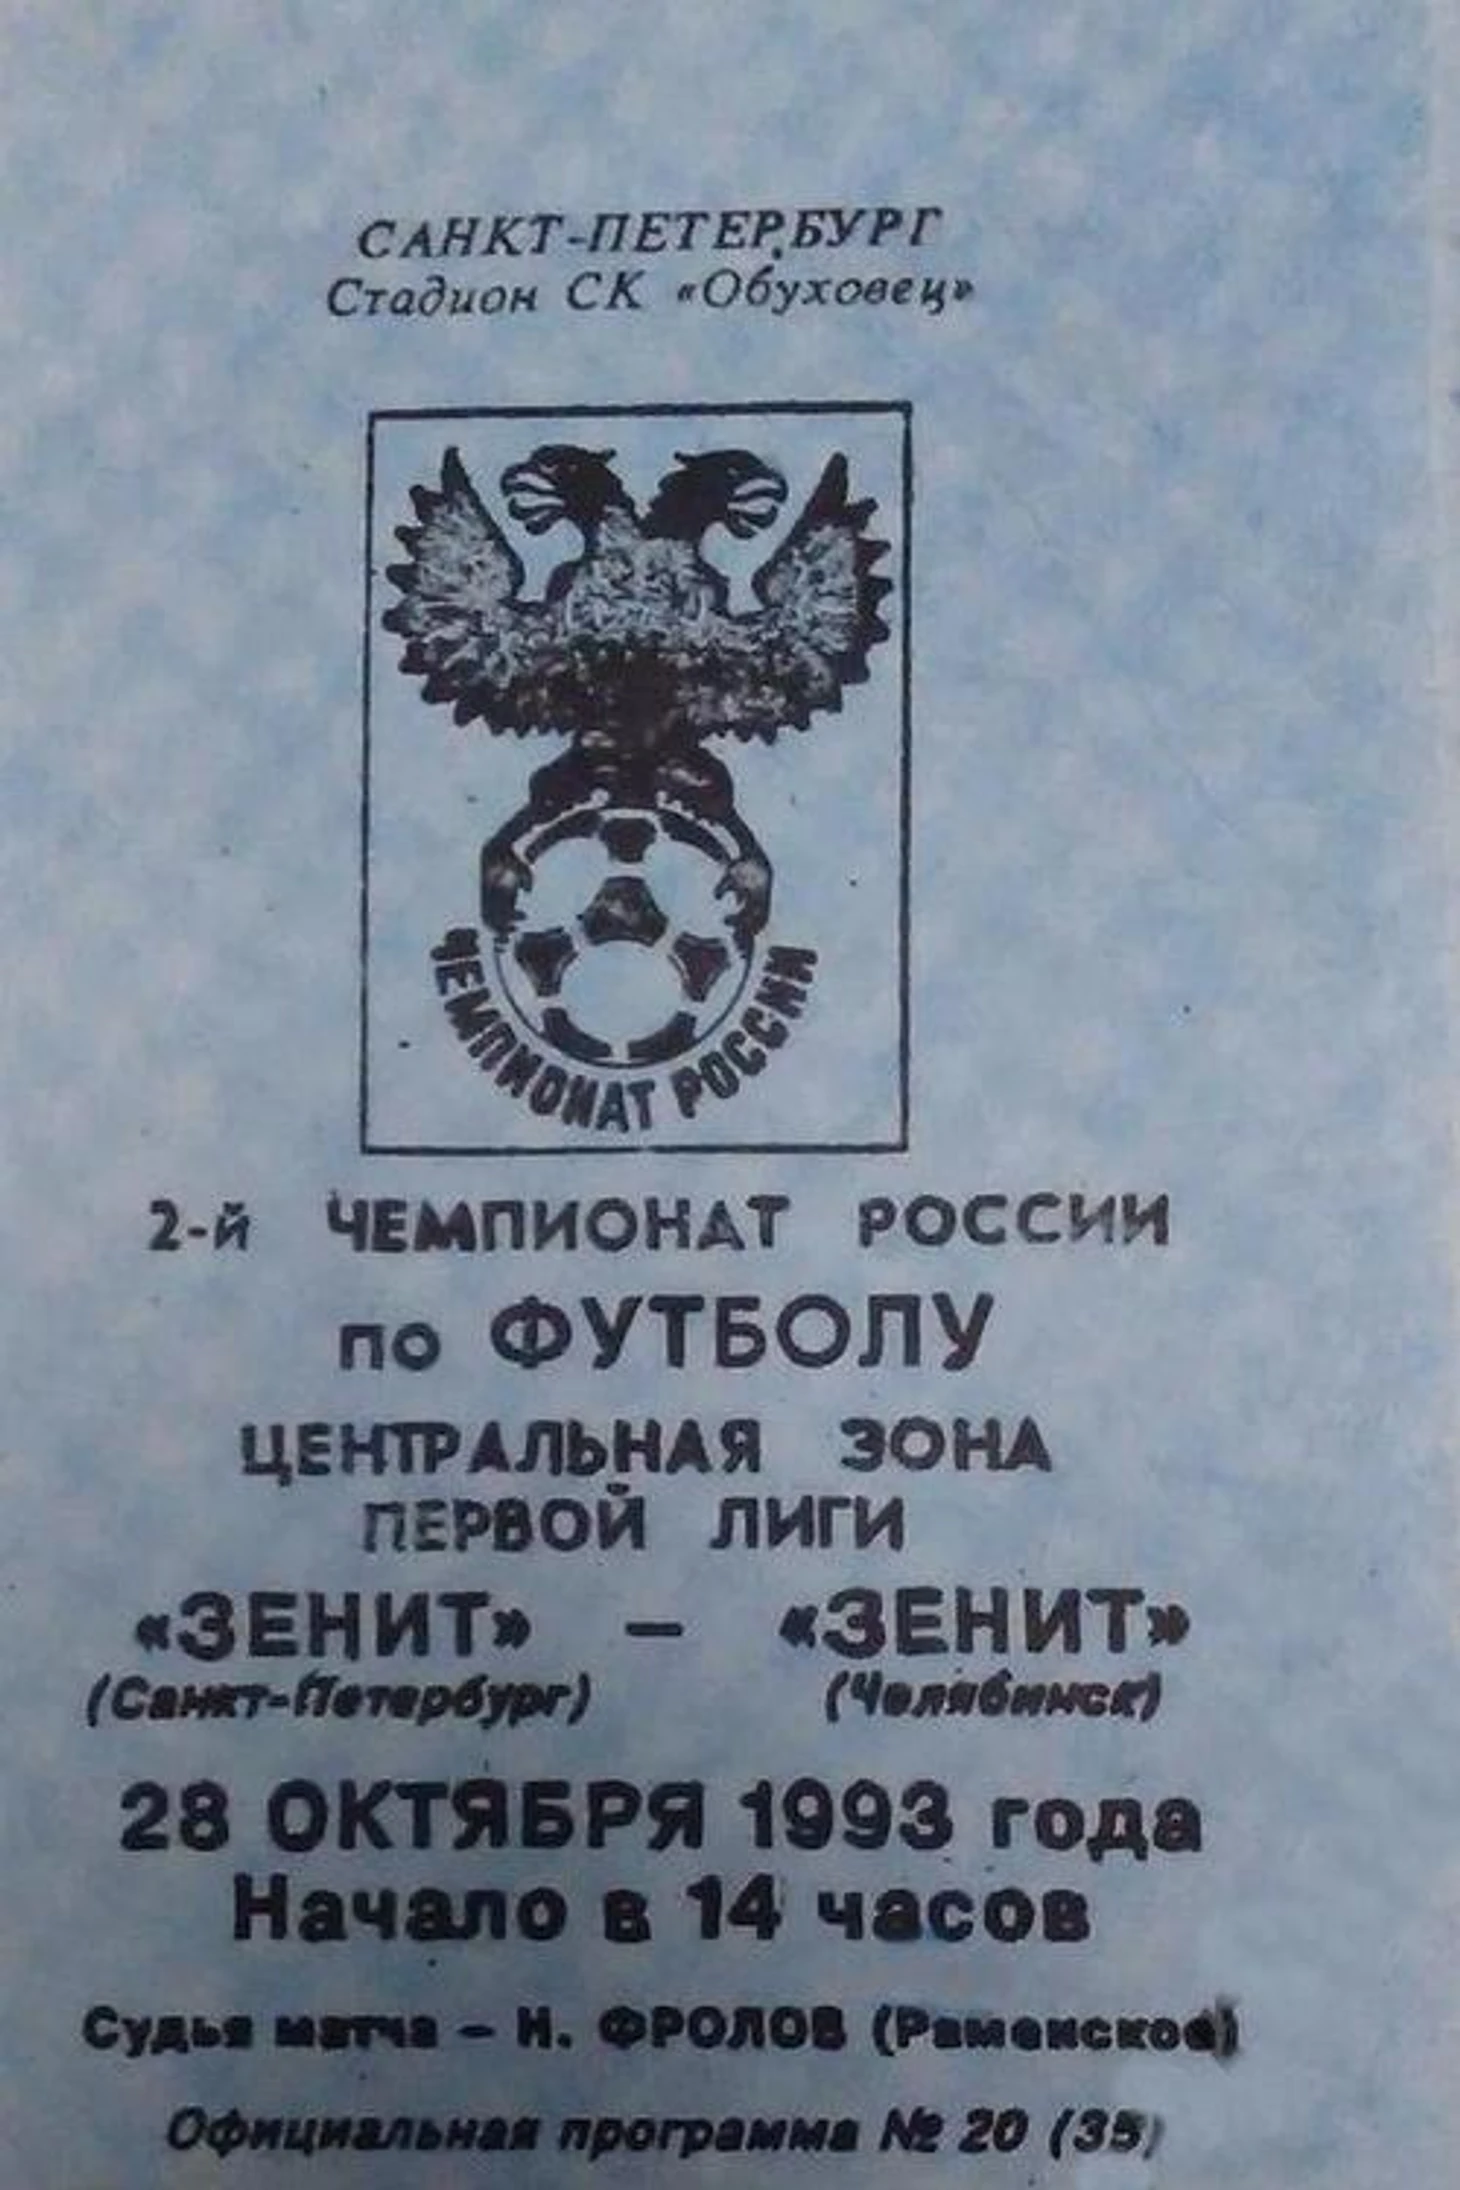 САНКТ-ПЕТЕРБУРГ
Стадион СК «Обуховец»
ЧЕМПИОНАТ РОССИИ
2-й ЧЕМПИОНАТ РОССИИ
по ФУТБОЛУ
ЦЕНТРАЛЬНАЯ ЗОНА
ПЕРВОЙ ЛИГИ
«ЗЕНИТ» – «ЗЕНИТ»
(Санкт-Петербург) (Челябинск)
28 ОКТЯБРЯ 1993 года
Начало в 14 часов
Судья матча – Н. ФРОЛОВ (Раменское)
Официальная программа № 20 (35)